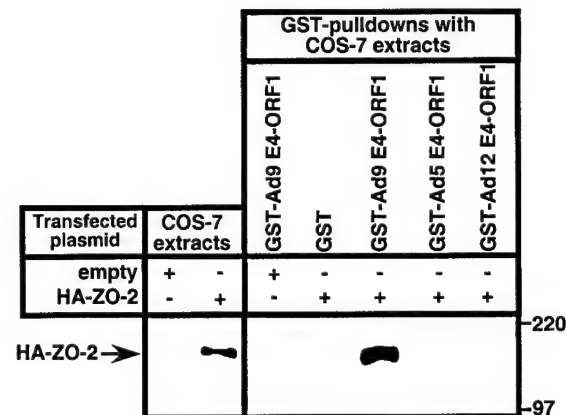 GST-pulldowns with
COS-7 extracts
GST-Ad9 E4-ORF1
GST
GST-Ad9 E4-ORF1
GST-Ad5 E4-ORF1
GST-Ad12 E4-ORF1
Transfected
plasmid
COS-7
extracts
empty + - + - - - -
HA-ZO-2 - + - + + + +
HA-ZO-2
-220
-97